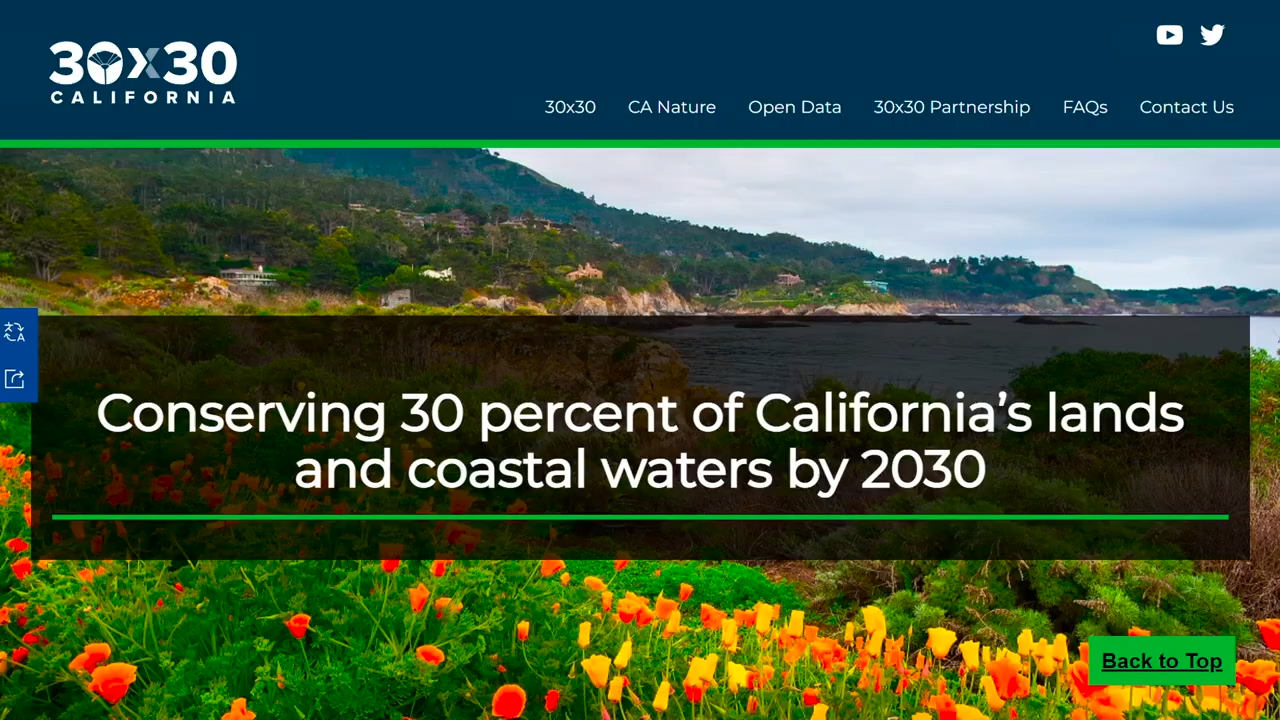 30x30
CALIFORNIA
30x30 CA Nature Open Data 30x30 Partnership FAQs Contact Us
Conserving 30 percent of California’s lands
and coastal waters by 2030
Back to Top